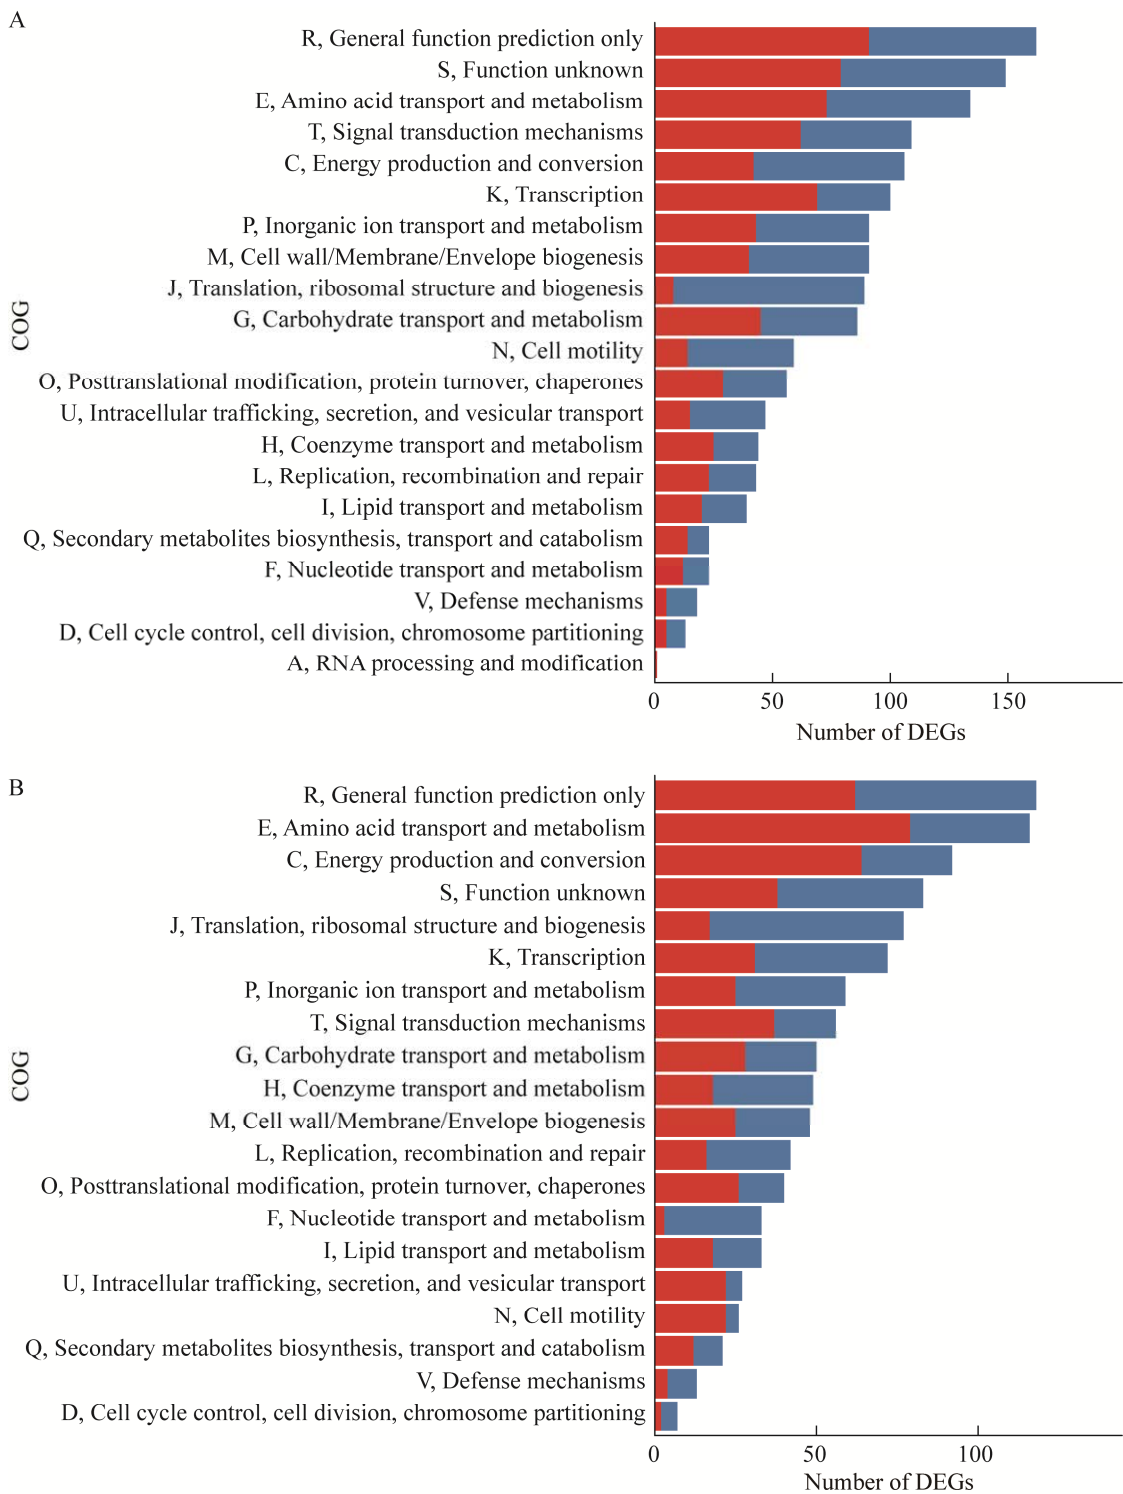 A
R, General function prediction only
S, Function unknown
E, Amino acid transport and metabolism
T, Signal transduction mechanisms
C, Energy production and conversion
K, Transcription
P, Inorganic ion transport and metabolism
M, Cell wall/Membrane/Envelope biogenesis
J, Translation, ribosomal structure and biogenesis
G, Carbohydrate transport and metabolism
N, Cell motility
O, Posttranslational modification, protein turnover, chaperones
U, Intracellular trafficking, secretion, and vesicular transport
H, Coenzyme transport and metabolism
L, Replication, recombination and repair
I, Lipid transport and metabolism
Q, Secondary metabolites biosynthesis, transport and catabolism
F, Nucleotide transport and metabolism
V, Defense mechanisms
D, Cell cycle control, cell division, chromosome partitioning
A, RNA processing and modification
COG
0 50 100 150
Number of DEGs
B
R, General function prediction only
E, Amino acid transport and metabolism
C, Energy production and conversion
S, Function unknown
J, Translation, ribosomal structure and biogenesis
K, Transcription
P, Inorganic ion transport and metabolism
T, Signal transduction mechanisms
G, Carbohydrate transport and metabolism
H, Coenzyme transport and metabolism
M, Cell wall/Membrane/Envelope biogenesis
L, Replication, recombination and repair
O, Posttranslational modification, protein turnover, chaperones
F, Nucleotide transport and metabolism
I, Lipid transport and metabolism
U, Intracellular trafficking, secretion, and vesicular transport
N, Cell motility
Q, Secondary metabolites biosynthesis, transport and catabolism
V, Defense mechanisms
D, Cell cycle control, cell division, chromosome partitioning
COG
0 50 100
Number of DEGs